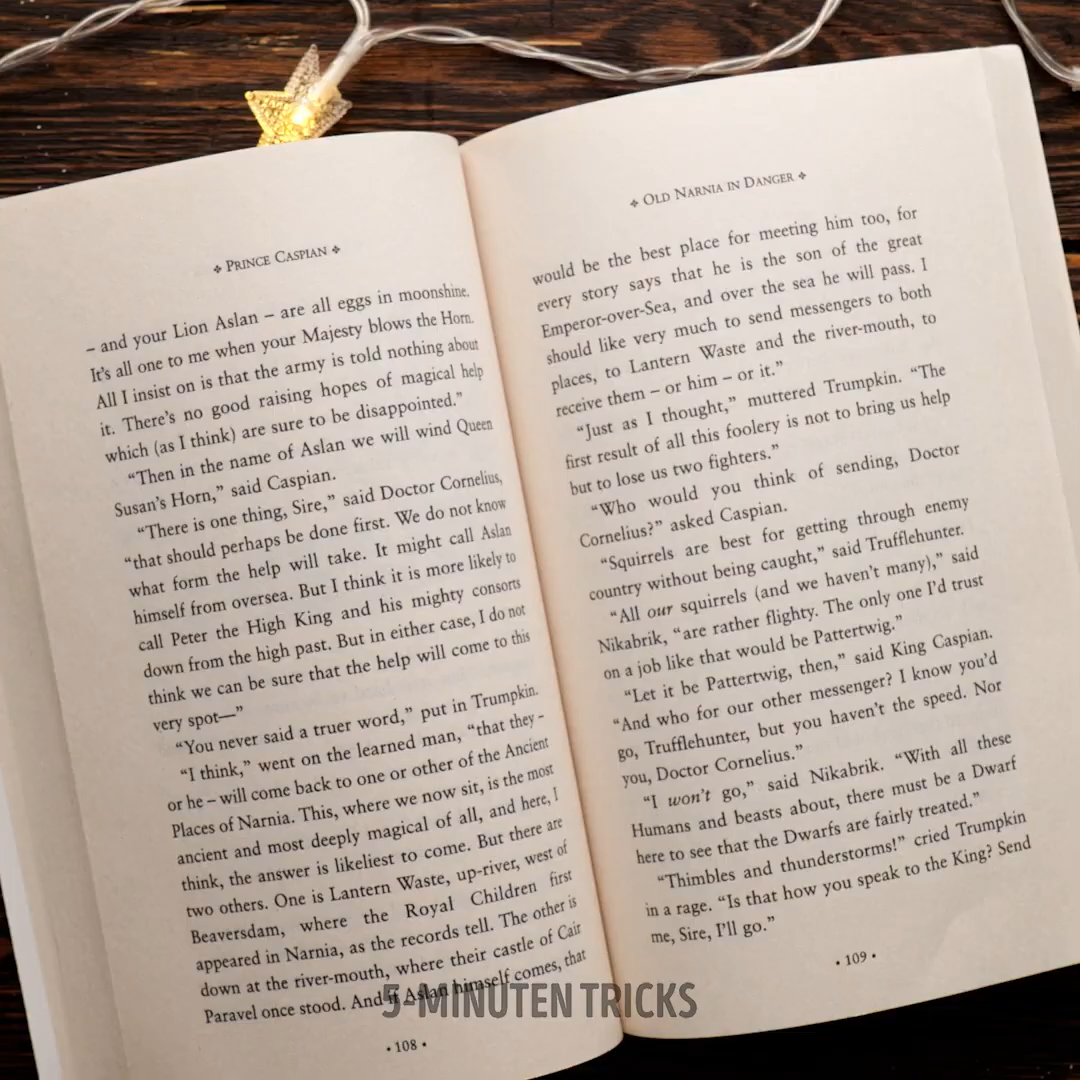 ❖ PRINCE CASPIAN ❖
– and your Lion Aslan – are all eggs in moonshine.
It's all one to me when your Majesty blows the Horn.
All I insist on is that the army is told nothing about
it. There's no good raising hopes of magical help
which (as I think) are sure to be disappointed.”
“Then in the name of Aslan we will wind Queen
Susan's Horn,” said Caspian.
“There is one thing, Sire,” said Doctor Cornelius,
“that should perhaps be done first. We do not know
what form the help will take. It might call Aslan
himself from oversea. But I think it is more likely to
call Peter the High King and his mighty consorts
down from the high past. But in either case, I do not
think we can be sure that the help will come to this
very spot—”
“You never said a truer word,” put in Trumpkin.
“I think,” went on the learned man, “that they –
or he – will come back to one or other of the Ancient
Places of Narnia. This, where we now sit, is the most
ancient and most deeply magical of all, and here, I
think, the answer is likeliest to come. But there are
two others. One is Lantern Waste, up-river, west of
Beaversdam, where the Royal Children first
appeared in Narnia, as the records tell. The other is
down at the river-mouth, where their castle of Cair
Paravel once stood. And if Aslan himself comes, that
• 108 •
❖ OLD NARNIA IN DANGER ❖
would be the best place for meeting him too, for
every story says that he is the son of the great
Emperor-over-Sea, and over the sea he will pass. I
should like very much to send messengers to both
places, to Lantern Waste and the river-mouth, to
receive them – or him – or it.”
“Just as I thought,” muttered Trumpkin. “The
first result of all this foolery is not to bring us help
but to lose us two fighters.”
“Who would you think of sending, Doctor
Cornelius?” asked Caspian.
“Squirrels are best for getting through enemy
country without being caught,” said Trufflehunter.
“All our squirrels (and we haven't many),” said
Nikabrik, “are rather flighty. The only one I'd trust
on a job like that would be Pattertwig.”
“Let it be Pattertwig, then,” said King Caspian.
“And who for our other messenger? I know you'd
go, Trufflehunter, but you haven't the speed. Nor
you, Doctor Cornelius.”
“I won't go,” said Nikabrik. “With all these
Humans and beasts about, there must be a Dwarf
here to see that the Dwarfs are fairly treated.”
“Thimbles and thunderstorms!” cried Trumpkin
in a rage. “Is that how you speak to the King? Send
me, Sire, I'll go.”
• 109 •
5-MINUTEN TRICKS